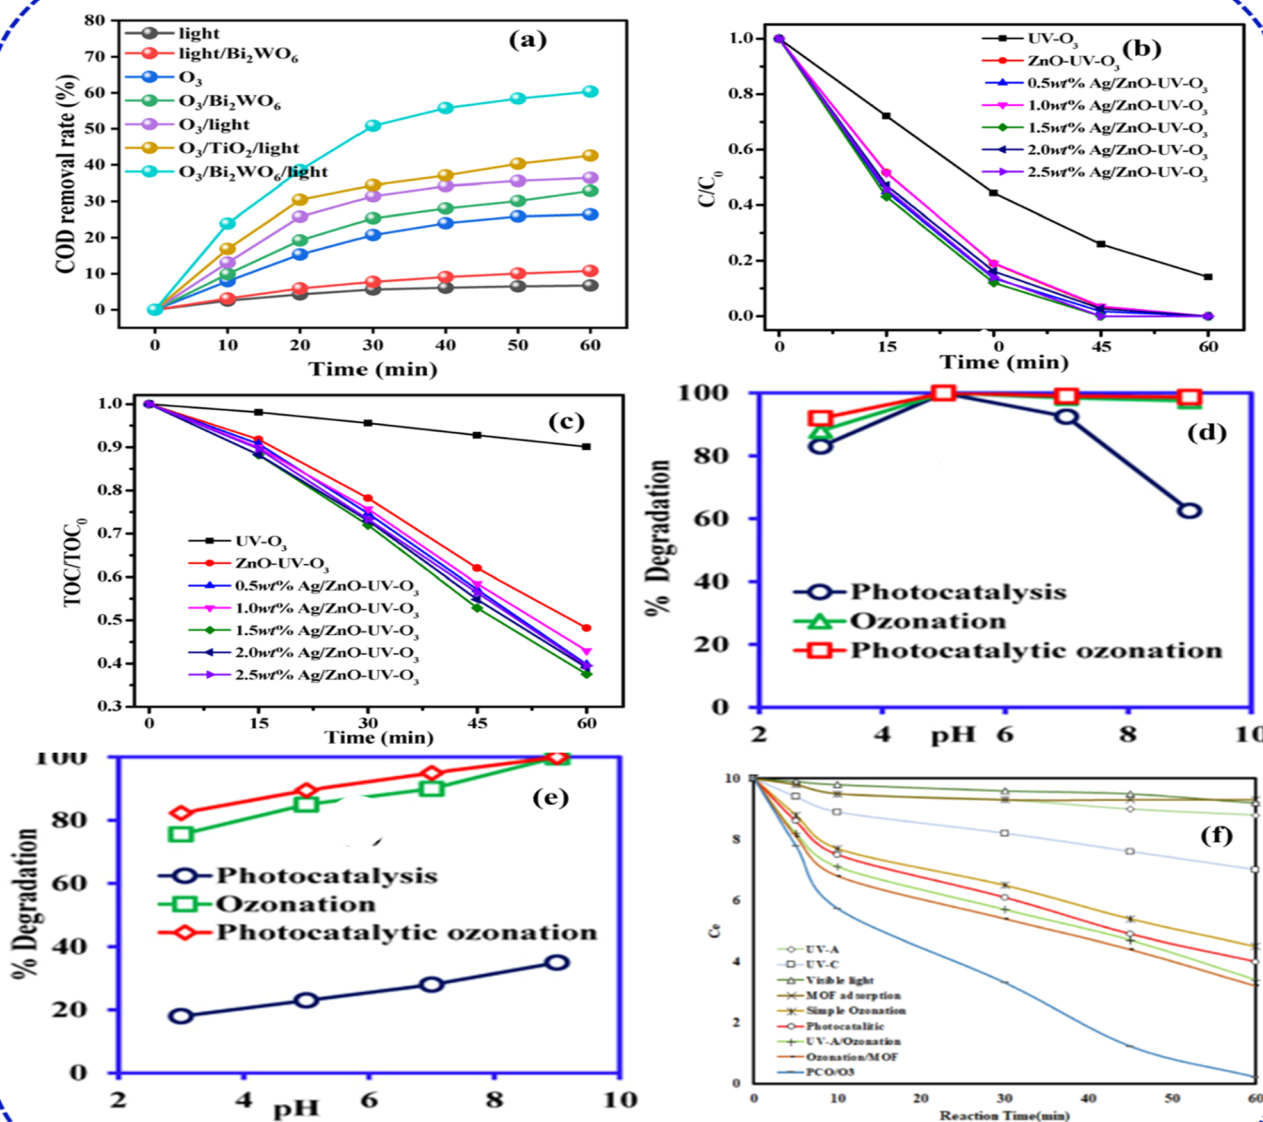 (a)
80
70
60
50
40
30
20
10
0
COD removal rate (%)
light
light/Bi₂WO₆
O₃
O₃/Bi₂WO₆
O₃/light
O₃/TiO₂/light
O₃/Bi₂WO₆/light
0 10 20 30 40 50 60
Time (min)
(b)
1.0
0.8
0.6
0.4
0.2
0.0
C/C₀
UV-O₃
ZnO-UV-O₃
0.5wt% Ag/ZnO-UV-O₃
1.0wt% Ag/ZnO-UV-O₃
1.5wt% Ag/ZnO-UV-O₃
2.0wt% Ag/ZnO-UV-O₃
2.5wt% Ag/ZnO-UV-O₃
0 15 0 45 60
Time (min)
(c)
1.0
0.9
0.8
0.7
0.6
0.5
0.4
0.3
TOC/TOC₀
UV-O₃
ZnO-UV-O₃
0.5wt% Ag/ZnO-UV-O₃
1.0wt% Ag/ZnO-UV-O₃
1.5wt% Ag/ZnO-UV-O₃
2.0wt% Ag/ZnO-UV-O₃
2.5wt% Ag/ZnO-UV-O₃
0 15 30 45 60
Time (min)
(d)
100
80
60
40
20
0
% Degradation
Photocatalysis
Ozonation
Photocatalytic ozonation
2 4 pH 6 8 10
(e)
100
80
60
40
20
0
% Degradation
Photocatalysis
Ozonation
Photocatalytic ozonation
2 4 6 8 10
pH
(f)
10
8
6
4
2
0
Ce
UV-A
UV-C
Visible light
MOF adsorption
Simple Ozonation
Photocatalitic
UV-A/Ozonation
Ozonation/MOF
PCO/O3
0 10 20 30 40 50 60
Reaction Time(min)